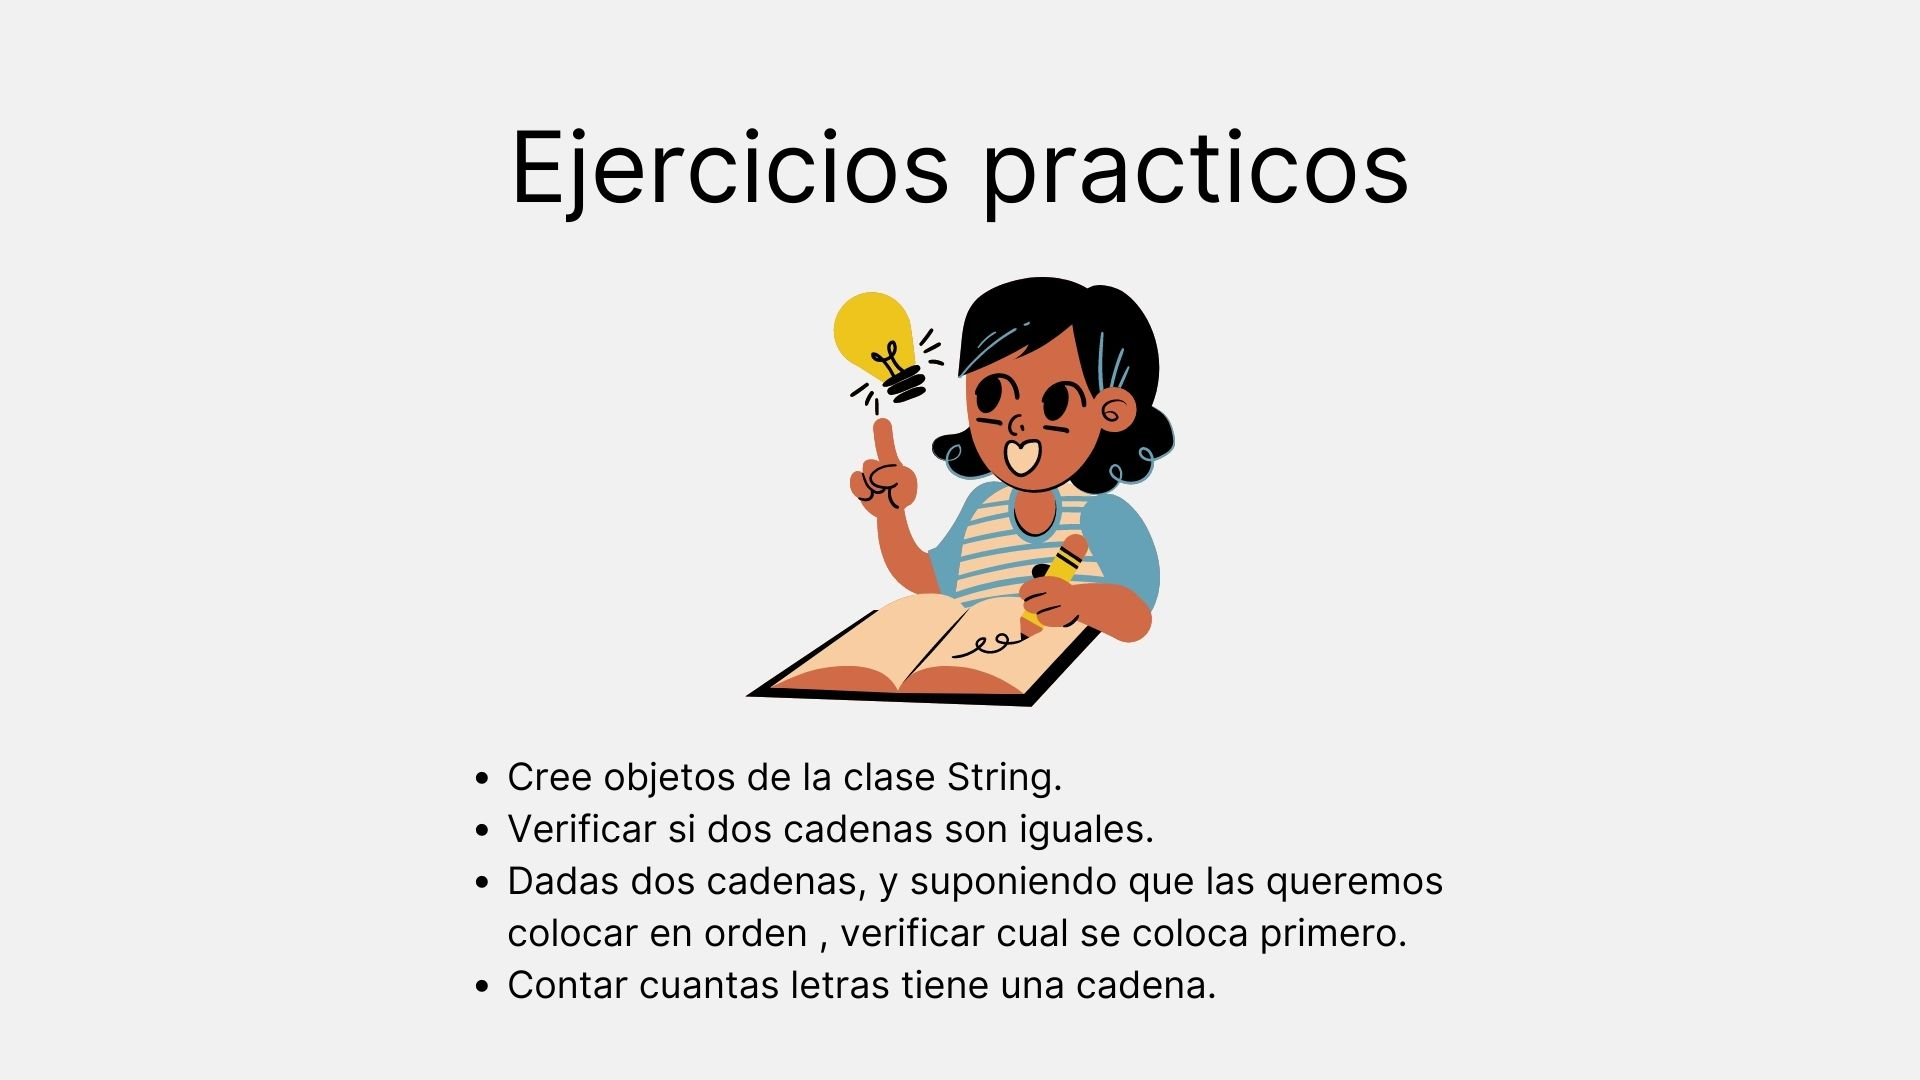 Ejercicios practicos
• Cree objetos de la clase String.
• Verificar si dos cadenas son iguales.
• Dadas dos cadenas, y suponiendo que las queremos
colocar en orden , verificar cual se coloca primero.
• Contar cuantas letras tiene una cadena.